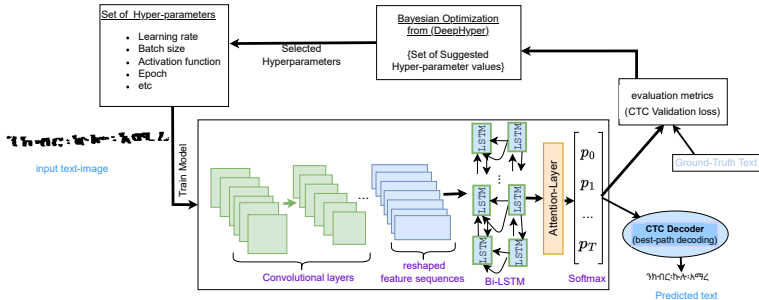 Set of Hyper-parameters
Learning rate
Batch size
Activation function
Epoch
etc
Bayesian Optimization
from (DeepHyper)
{Set of Suggested
Hyper-parameter values}
Selected
Hyperparameters
evaluation metrics
(CTC Validation loss)
Ground-Truth Text
input text-image
Train Model
LSTM
LSTM
LSTM
LSTM
LSTM
LSTM
...
Convolutional layers
reshaped
feature sequences
Bi-LSTM
Attention-Layer
p0
p1
...
pT
Softmax
CTC Decoder
(best-path decoding)
Predicted text